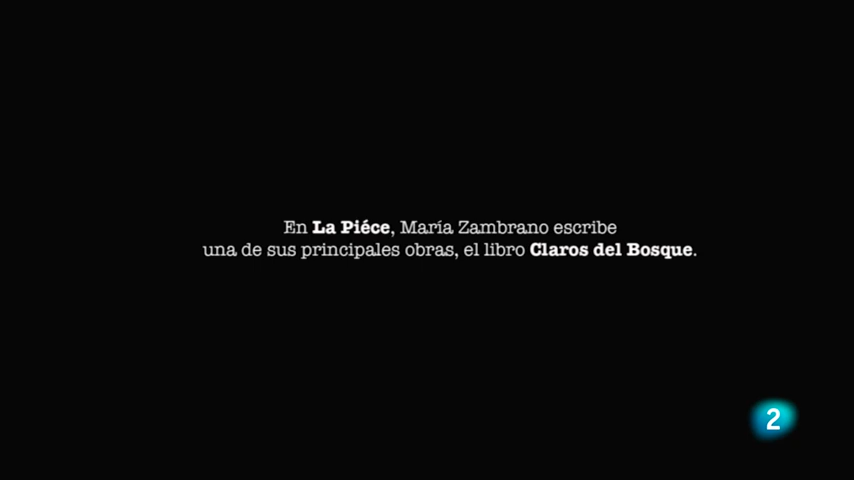 En La Piéce, María Zambrano escribe
una de sus principales obras, el libro Claros del Bosque.
2